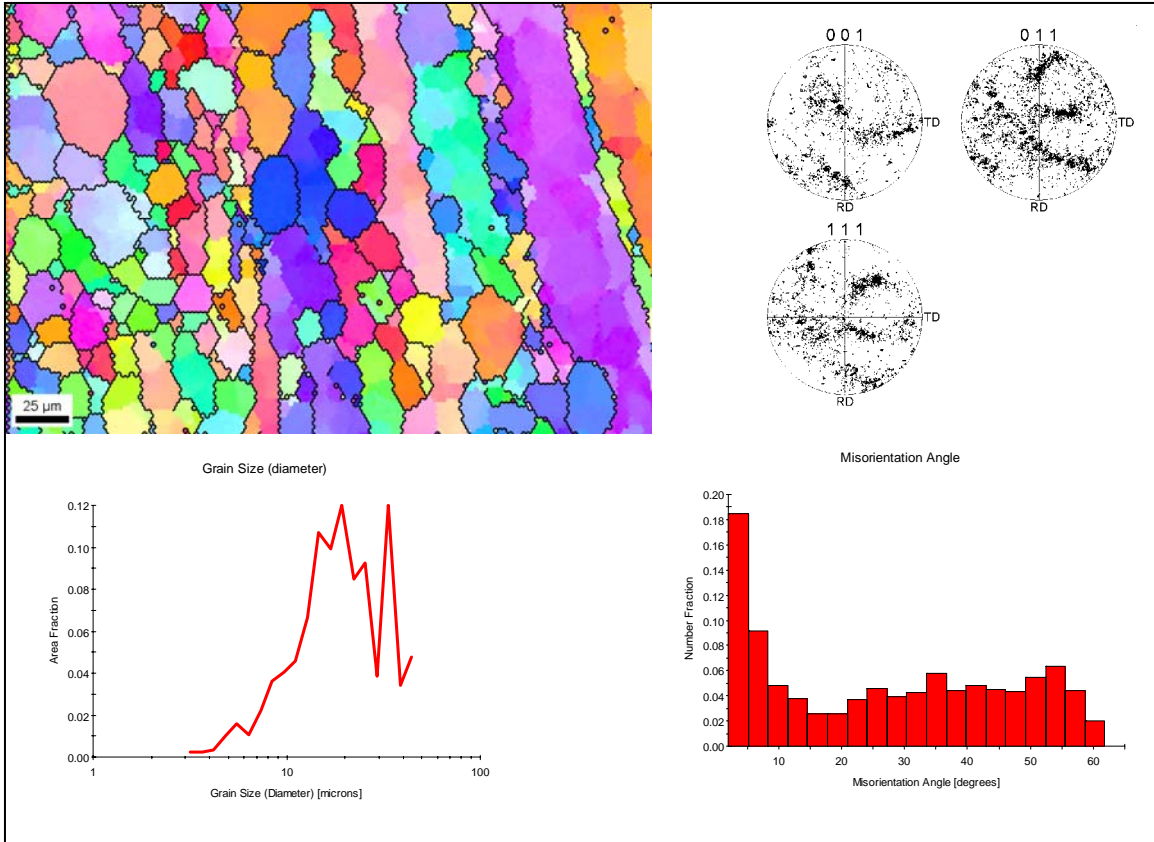 25 µm
0 0 1
TD
RD
0 1 1
TD
RD
1 1 1
TD
RD
Grain Size (diameter)
0.12
0.10
0.08
0.06
0.04
0.02
0.00
Area Fraction
1
10
100
Grain Size (Diameter) [microns]
Misorientation Angle
0.20
0.18
0.16
0.14
0.12
0.10
0.08
0.06
0.04
0.02
0.00
Number Fraction
10
20
30
40
50
60
Misorientation Angle [degrees]